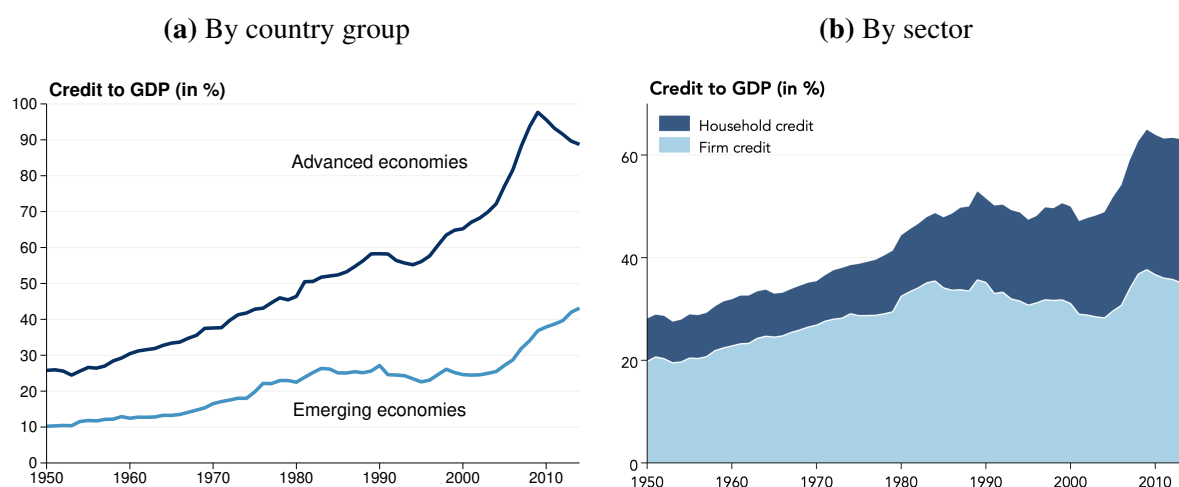 (a) By country group
Credit to GDP (in %)
100
90
80
70
60
50
40
30
20
10
0
Advanced economies
Emerging economies
1950 1960 1970 1980 1990 2000 2010
(b) By sector
Credit to GDP (in %)
Household credit
Firm credit
60
40
20
0
1950 1960 1970 1980 1990 2000 2010